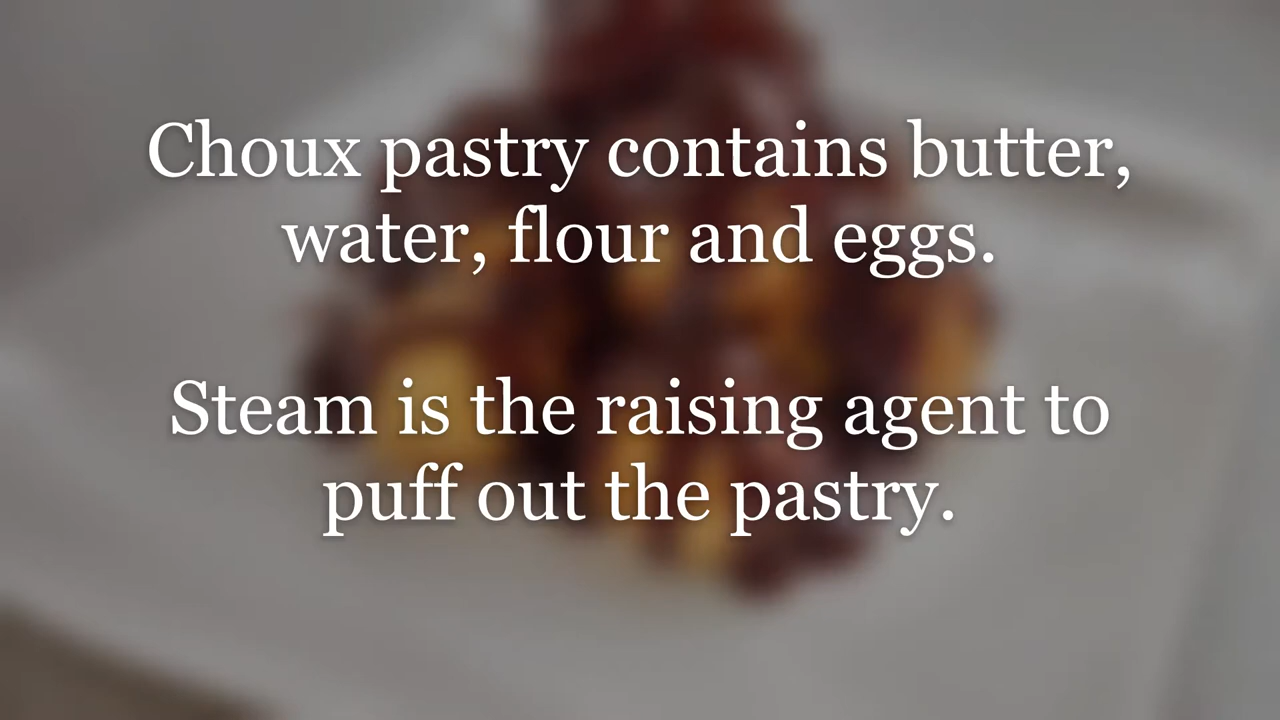 Choux pastry contains butter,
water, flour and eggs.
Steam is the raising agent to
puff out the pastry.